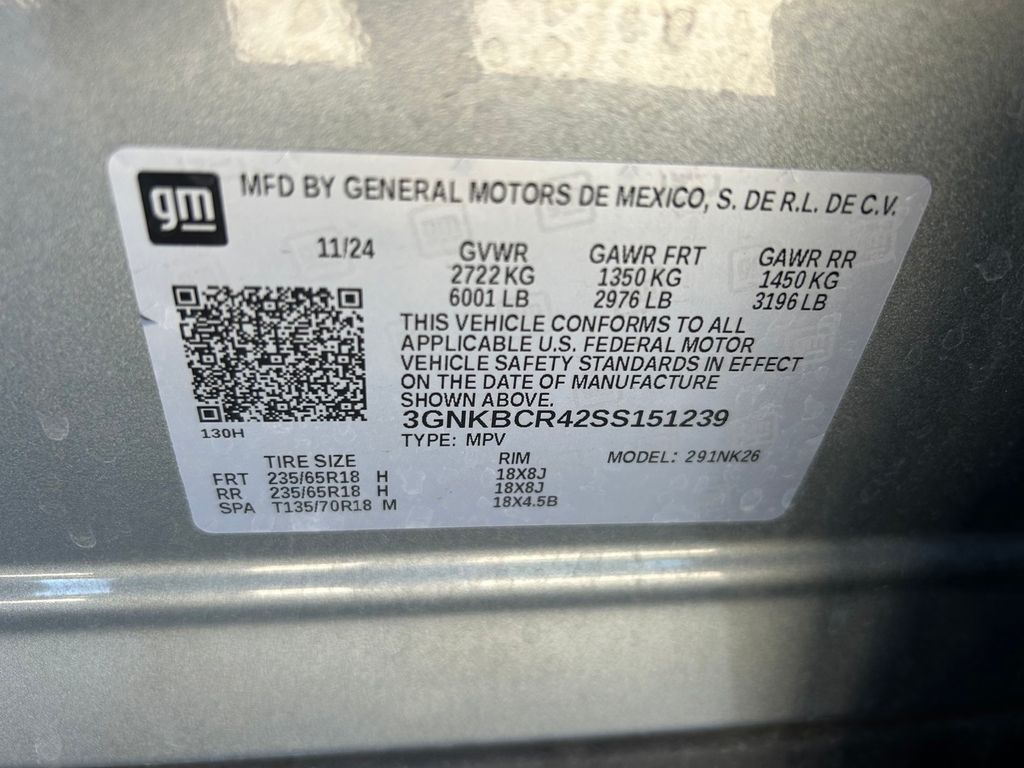 gm MFD BY GENERAL MOTORS DE MEXICO, S. DE R.L. DE C.V.
11/24 GVWR GAWR FRT GAWR RR
2722 KG 1350 KG 1450 KG
6001 LB 2976 LB 3196 LB
THIS VEHICLE CONFORMS TO ALL
APPLICABLE U.S. FEDERAL MOTOR
VEHICLE SAFETY STANDARDS IN EFFECT
ON THE DATE OF MANUFACTURE
SHOWN ABOVE.
3GNKBCR42SS151239
130H
TYPE: MPV
TIRE SIZE RIM MODEL: 291NK26
FRT 235/65R18 H 18X8J
RR 235/65R18 H 18X8J
SPA T135/70R18 M 18X4.5B